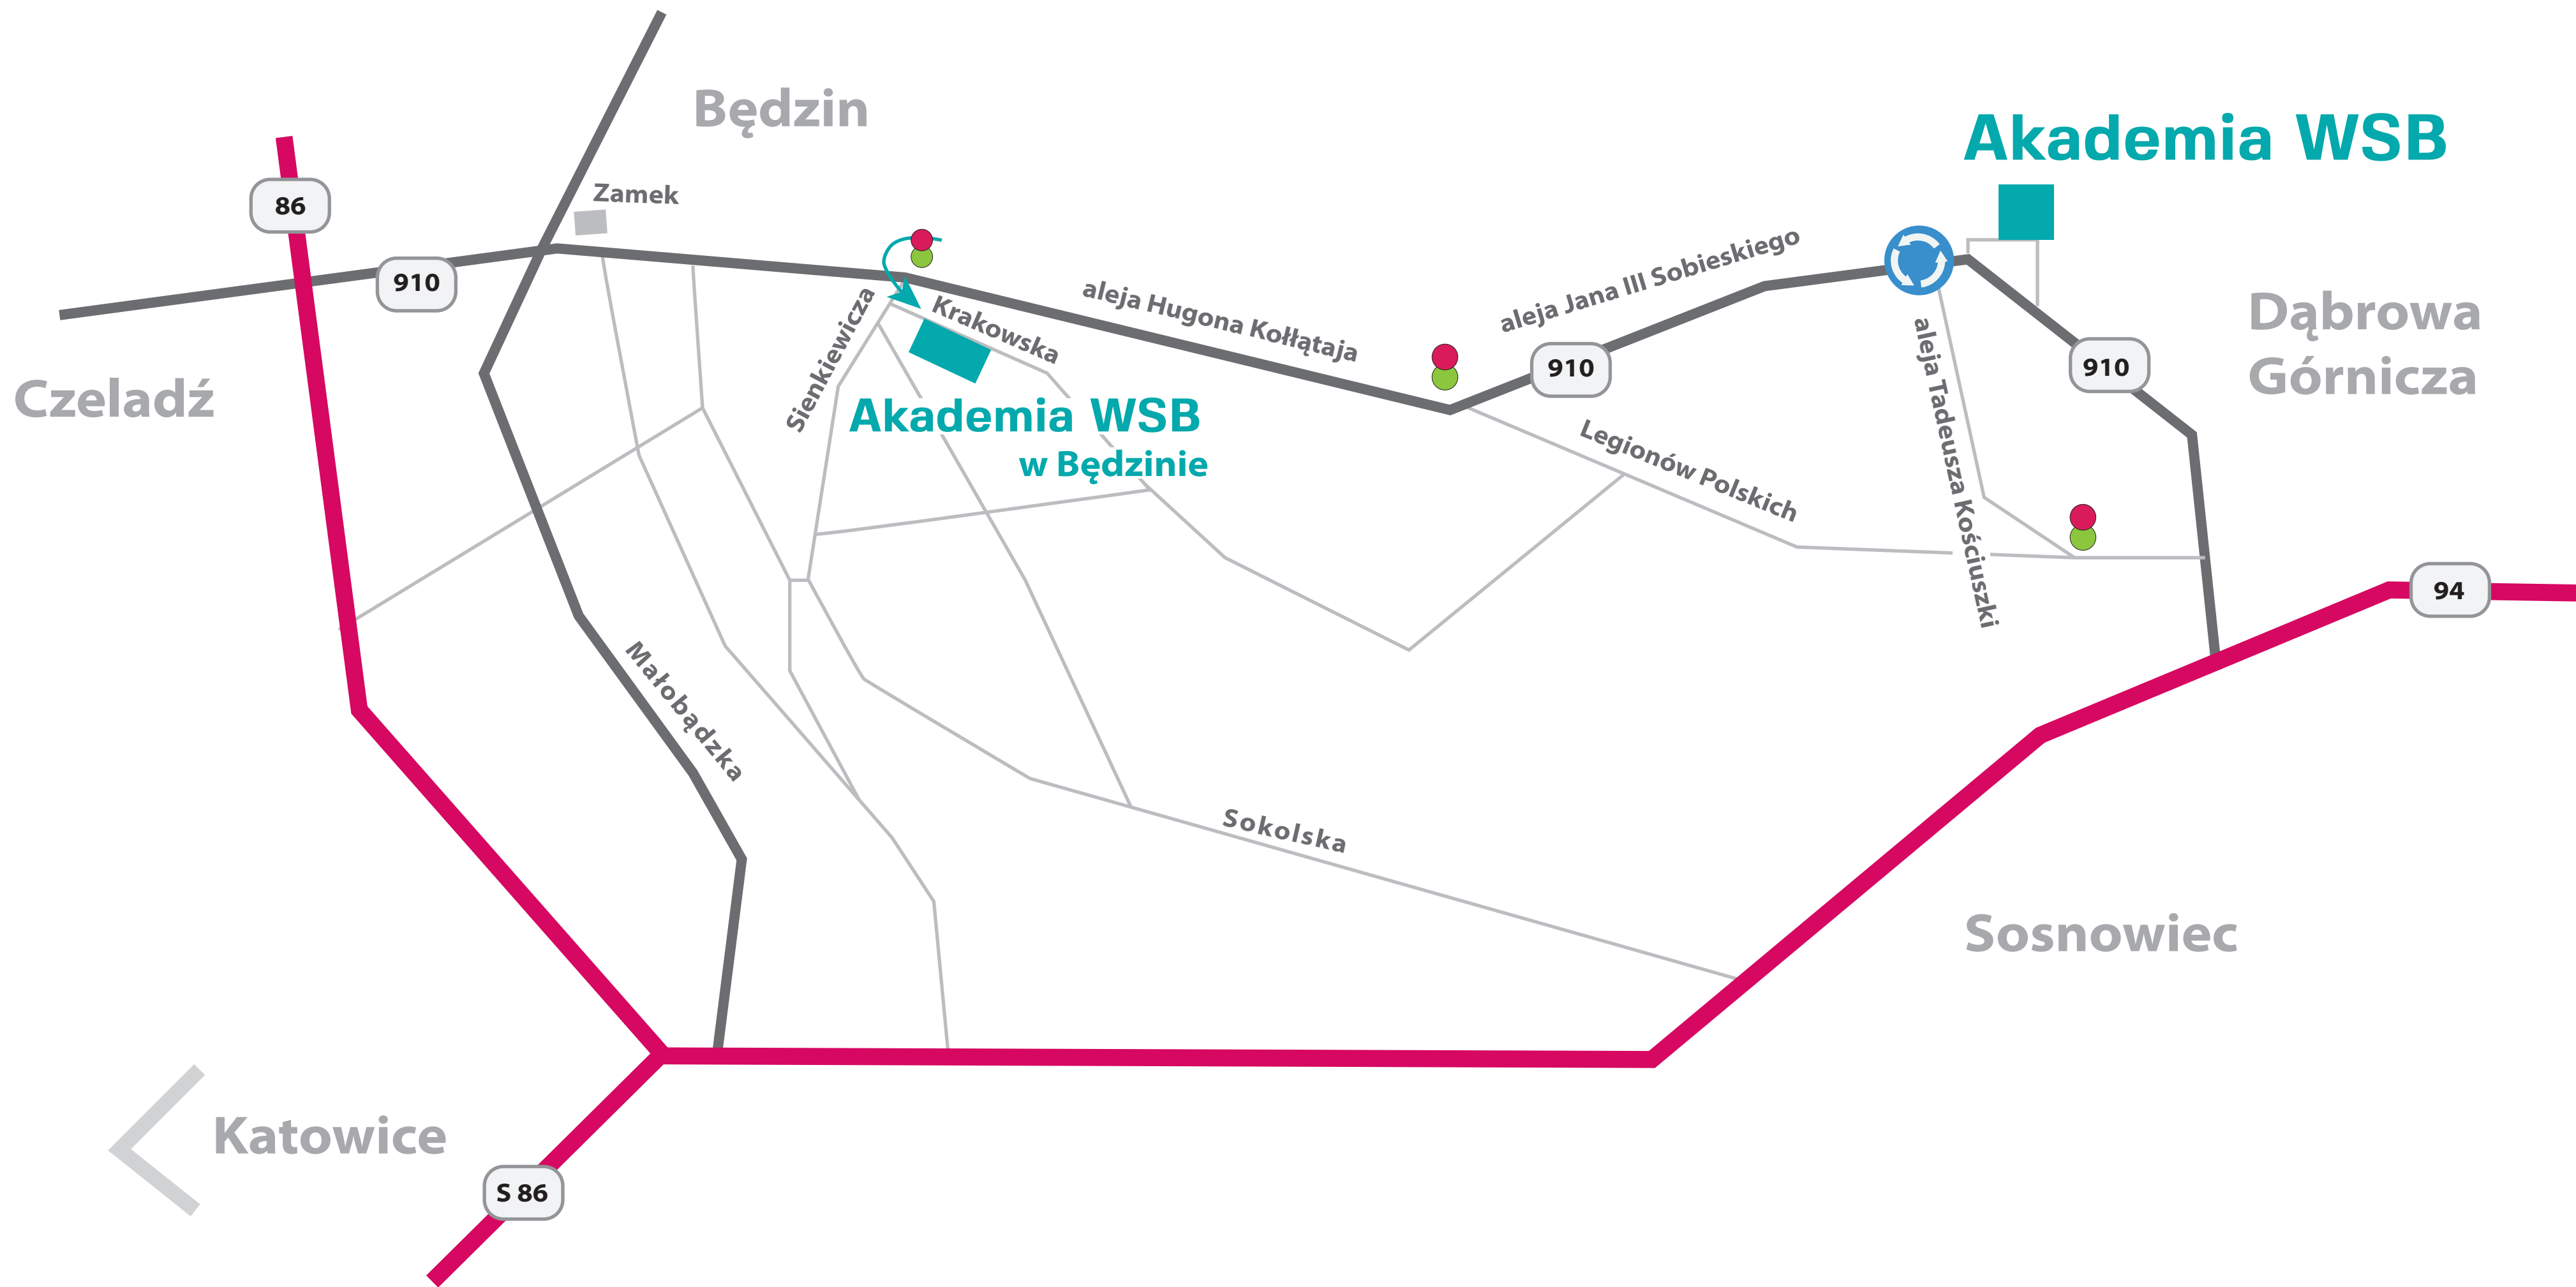 Będzin
Akademia WSB
Zamek
86
910
Krakowska
Sienkiewicza
aleja Hugona Kołłątaja
aleja Jana III Sobieskiego
910
910
Dąbrowa
Górnicza
Czeladź
Akademia WSB
w Będzinie
Legionów Polskich
aleja Tadeusza Kościuszki
94
Małobądzka
Sokolska
Sosnowiec
Katowice
S 86